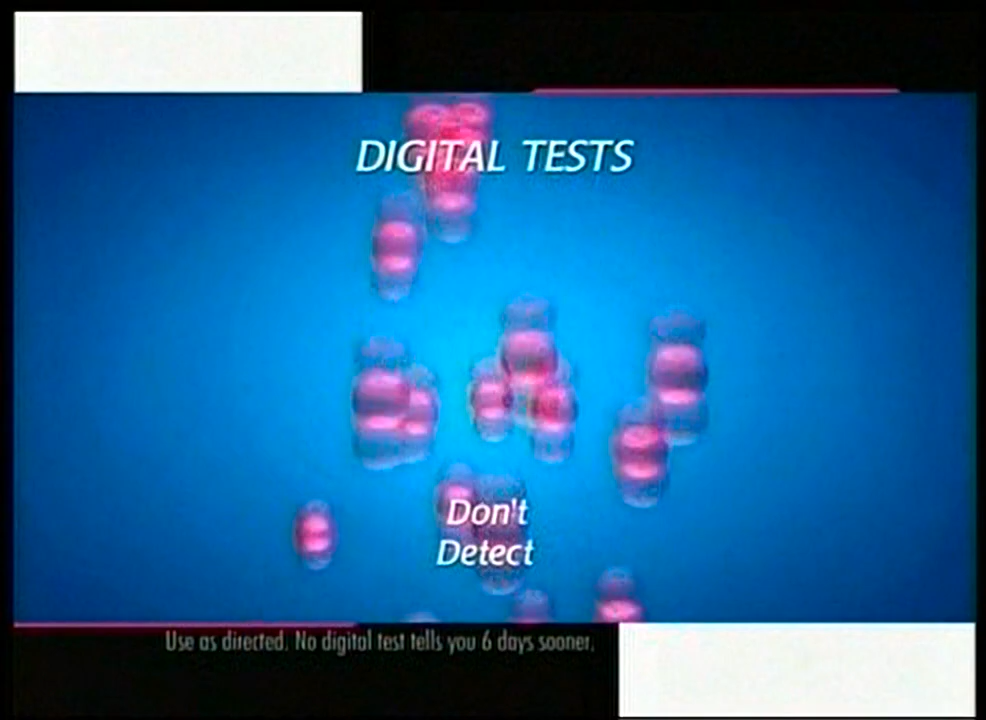 DIGITAL TESTS
Don't
Detect
Use as directed. No digital test tells you 6 days sooner.